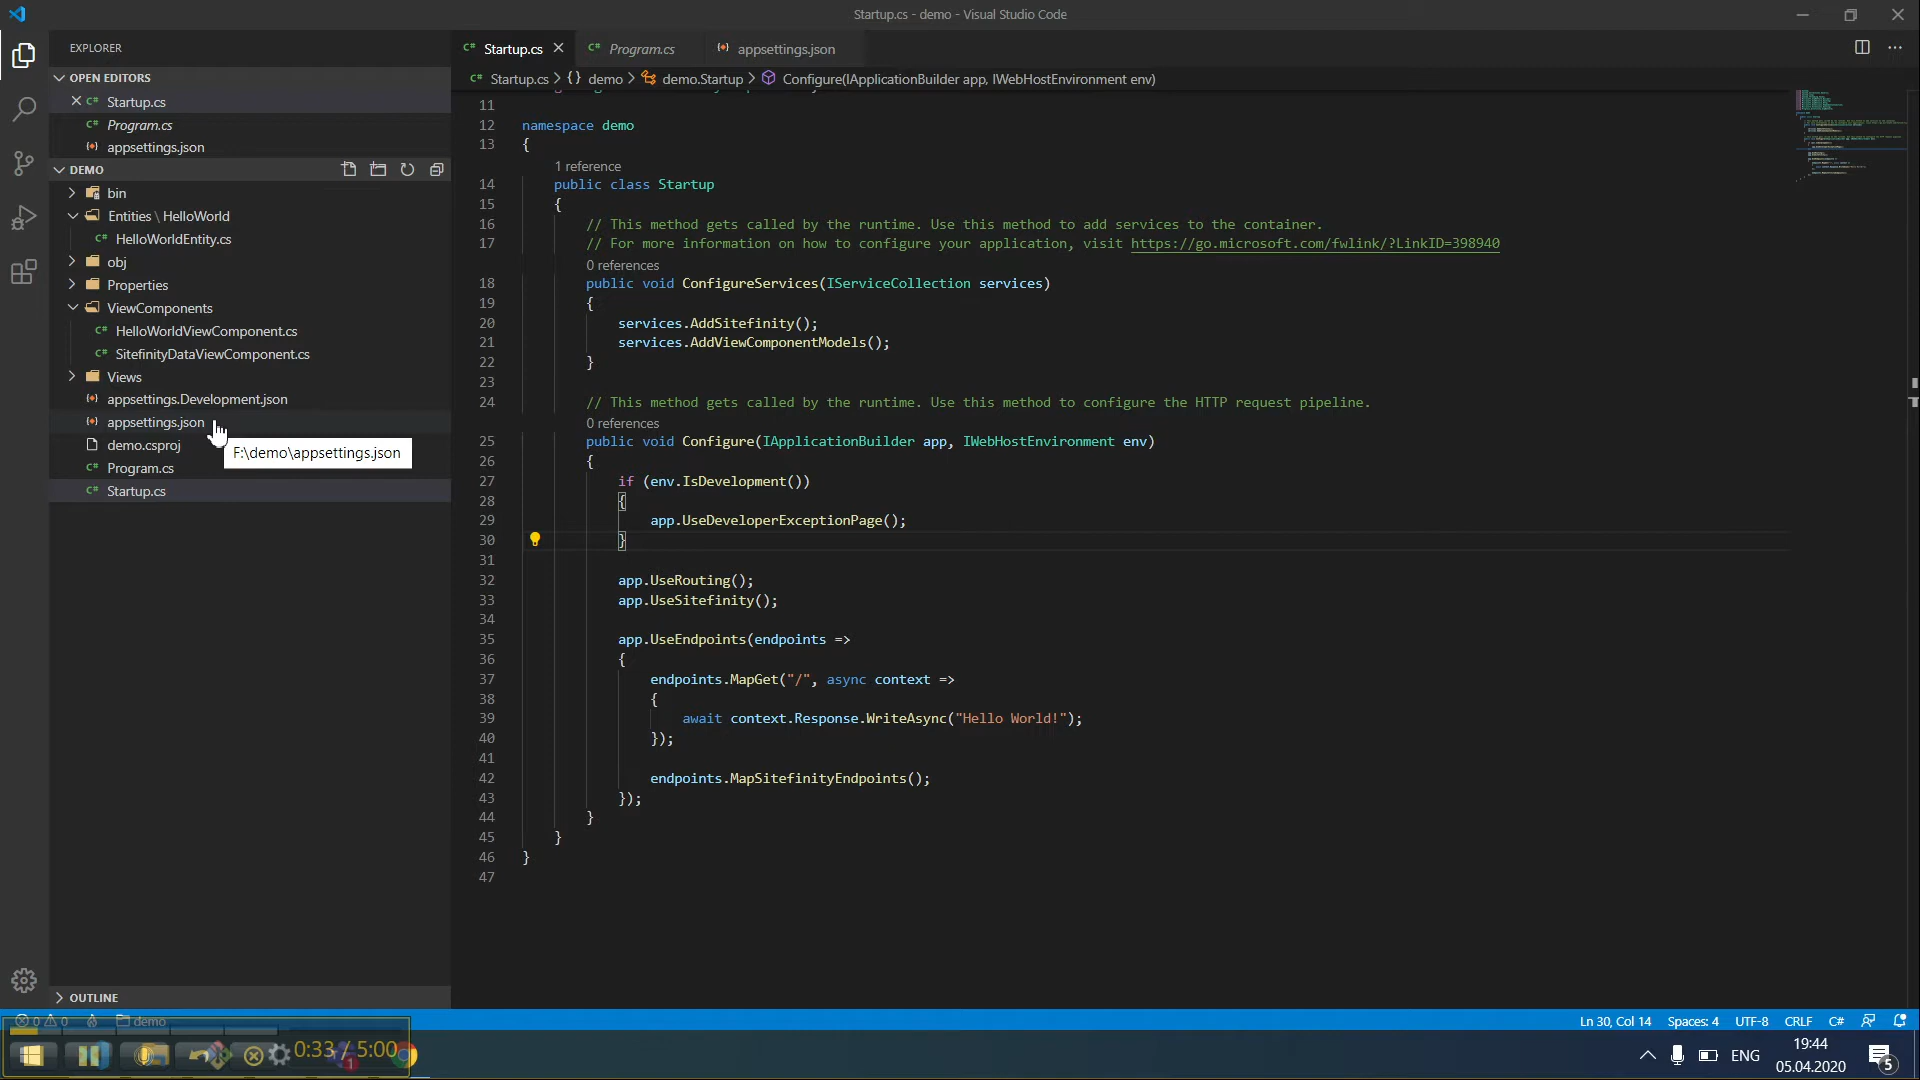 Startup.cs - demo - Visual Studio Code
EXPLORER
OPEN EDITORS
Startup.cs
Program.cs
appsettings.json
DEMO
bin
Entities \ HelloWorld
HelloWorldEntity.cs
obj
Properties
ViewComponents
HelloWorldViewComponent.cs
SitefinityDataViewComponent.cs
Views
appsettings.Development.json
appsettings.json
demo.csproj
F:\demo\appsettings.json
Program.cs
Startup.cs
OUTLINE
Startup.cs Program.cs appsettings.json
Startup.cs > {} demo > demo.Startup > Configure(IApplicationBuilder app, IWebHostEnvironment env)
11
12 namespace demo
13 {
1 reference
14 public class Startup
15 {
16 // This method gets called by the runtime. Use this method to add services to the container.
17 // For more information on how to configure your application, visit https://go.microsoft.com/fwlink/?LinkID=398940
0 references
18 public void ConfigureServices(IServiceCollection services)
19 {
20 services.AddSitefinity();
21 services.AddViewComponentModels();
22 }
23
24 // This method gets called by the runtime. Use this method to configure the HTTP request pipeline.
0 references
25 public void Configure(IApplicationBuilder app, IWebHostEnvironment env)
26 {
27 if (env.IsDevelopment())
28 {
29 app.UseDeveloperExceptionPage();
30 }
31
32 app.UseRouting();
33 app.UseSitefinity();
34
35 app.UseEndpoints(endpoints =>
36 {
37 endpoints.MapGet("/", async context =>
38 {
39 await context.Response.WriteAsync("Hello World!");
40 });
41
42 endpoints.MapSitefinityEndpoints();
43 });
44 }
45 }
46 }
47
0 0 demo
Ln 30, Col 14 Spaces: 4 UTF-8 CRLF C#
0:33 / 5:00
1
ENG
19:44
05.04.2020
5